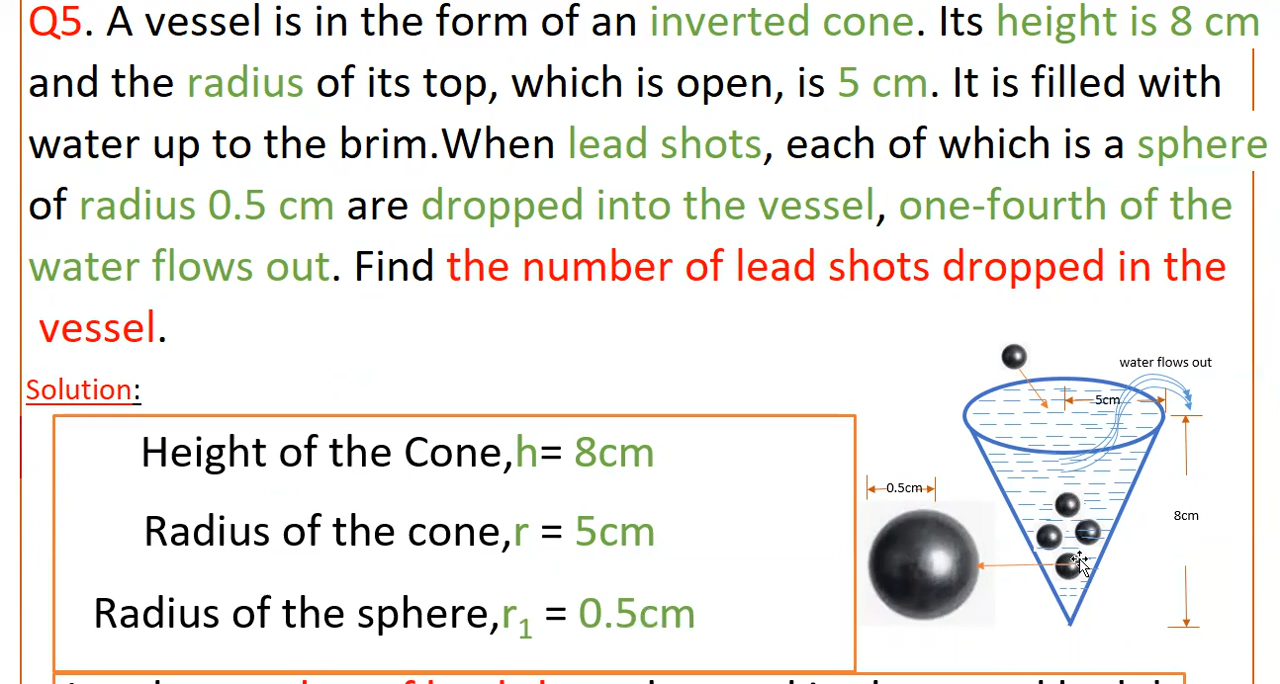 Q5. A vessel is in the form of an inverted cone. Its height is 8 cm
and the radius of its top, which is open, is 5 cm. It is filled with
water up to the brim.When lead shots, each of which is a sphere
of radius 0.5 cm are dropped into the vessel, one-fourth of the
water flows out. Find the number of lead shots dropped in the
vessel.
water flows out
Solution:
5cm
Height of the Cone,h= 8cm
0.5cm
8cm
Radius of the cone,r = 5cm
Radius of the sphere,r₁ = 0.5cm